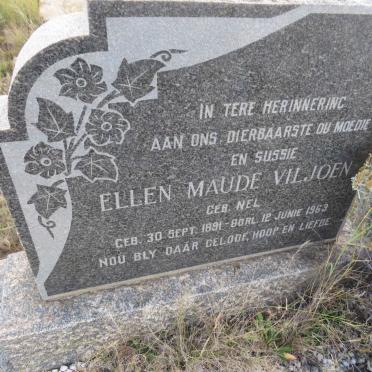 IN TERE HERINNERING
AAN ONS DIERBAARSTE OU MOEDIE
EN SUSSIE
ELLEN MAUDE VILJOEN
GEB. NEL
GEB. 30 SEPT. 1891 - OORL. 12 JUNIE 1963
NOU BLY DAAR GELOOF, HOOP EN LIEFDE